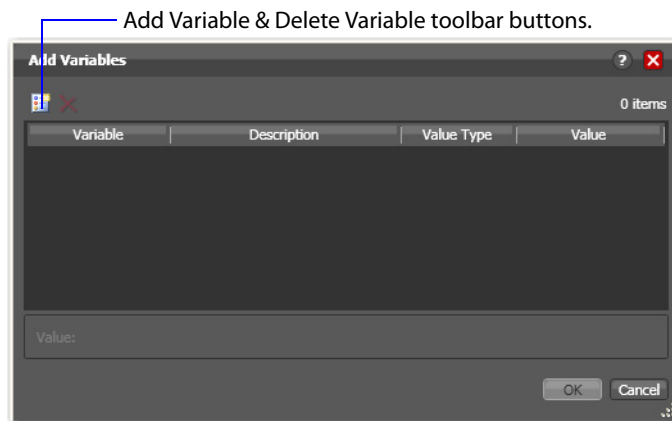 Add Variable & Delete Variable toolbar buttons.
Add Variables ?
0 items
Variable Description Value Type Value
Value:
OK Cancel